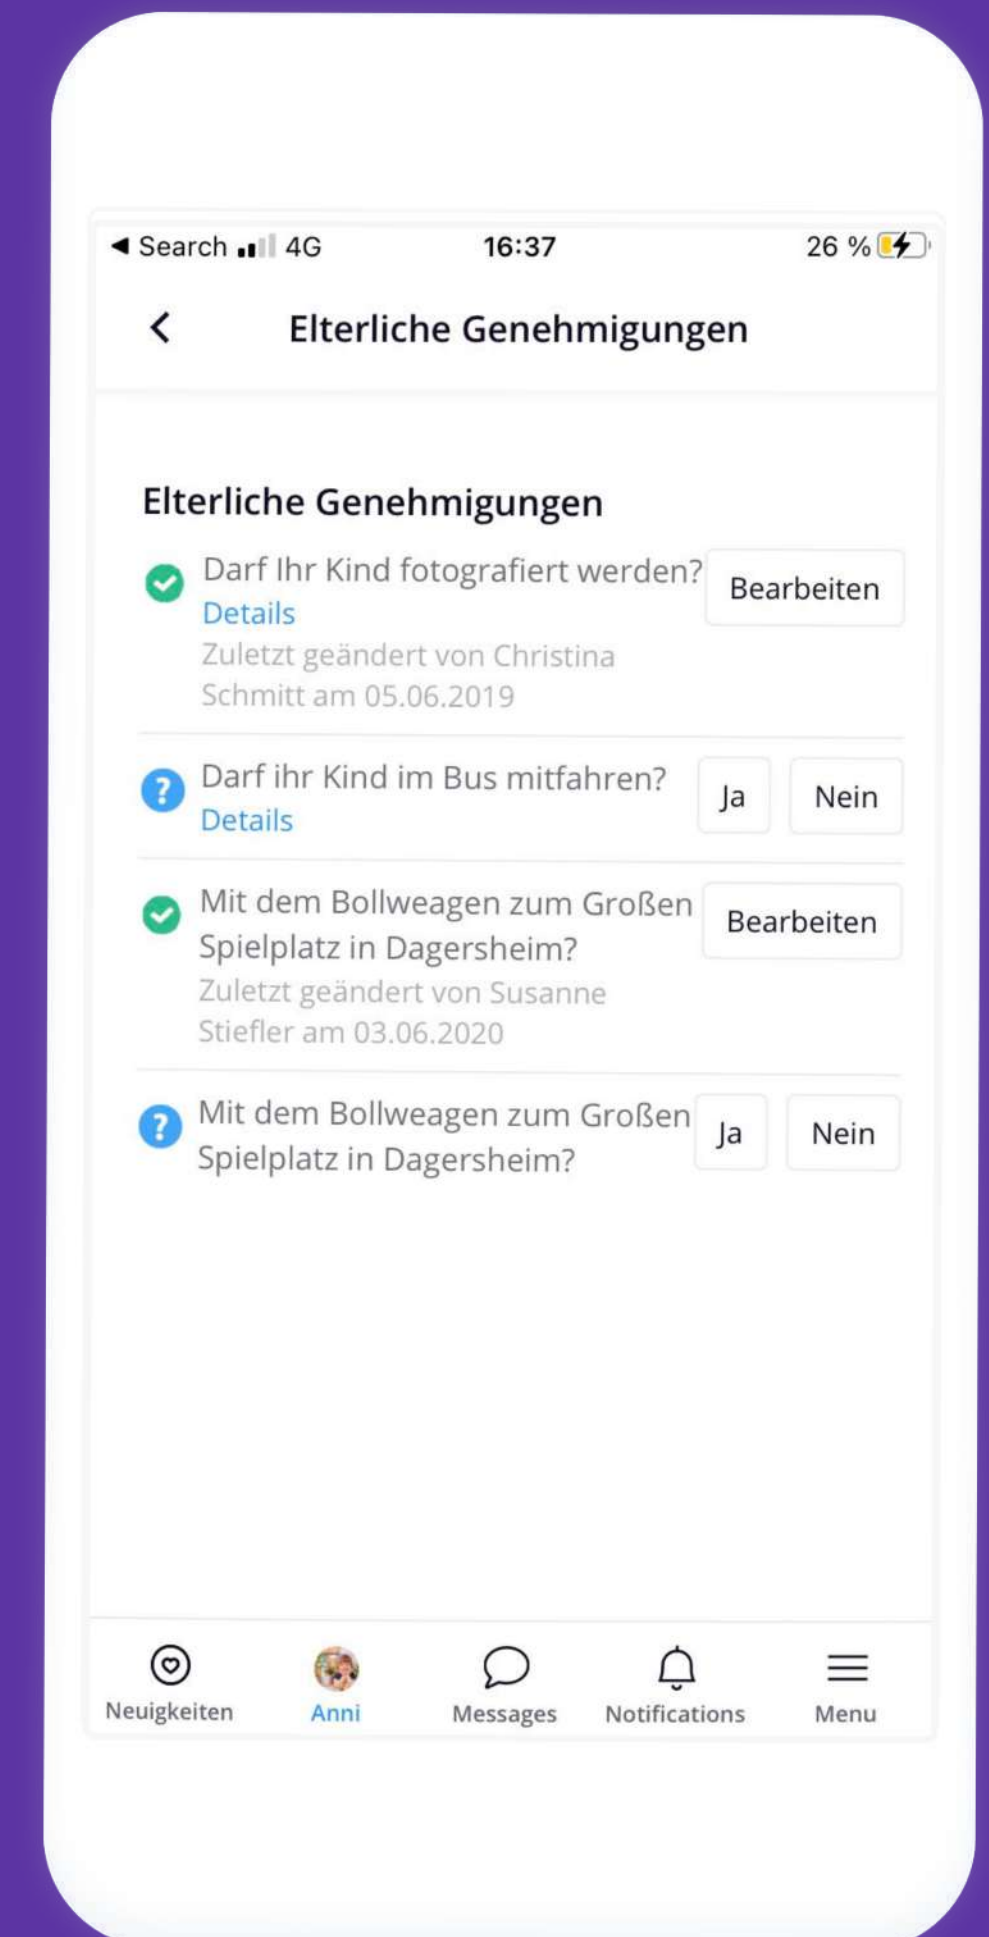 ◀ Search 4G 16:37 26 %
Elterliche Genehmigungen
Elterliche Genehmigungen
Darf Ihr Kind fotografiert werden?
Bearbeiten
Details
Zuletzt geändert von Christina
Schmitt am 05.06.2019
Darf ihr Kind im Bus mitfahren?
Ja Nein
Details
Mit dem Bollweagen zum Großen
Bearbeiten
Spielplatz in Dagersheim?
Zuletzt geändert von Susanne
Stiefler am 03.06.2020
Mit dem Bollweagen zum Großen
Ja Nein
Spielplatz in Dagersheim?
Neuigkeiten Anni Messages Notifications Menu